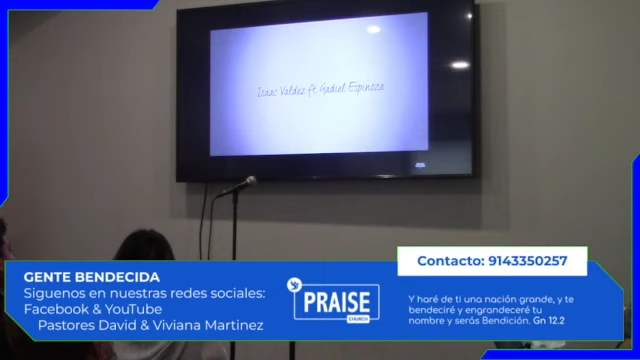 Isaac Valdez ft Gadiel Espinoza
Contacto: 9143350257
GENTE BENDECIDA
Siguenos en nuestras redes sociales:
Facebook & YouTube
Pastores David & Viviana Martinez
PRAISE
CHURCH
Y haré de ti una nación grande, y te
bendeciré y engrandeceré tu
nombre y serás Bendición. Gn 12.2